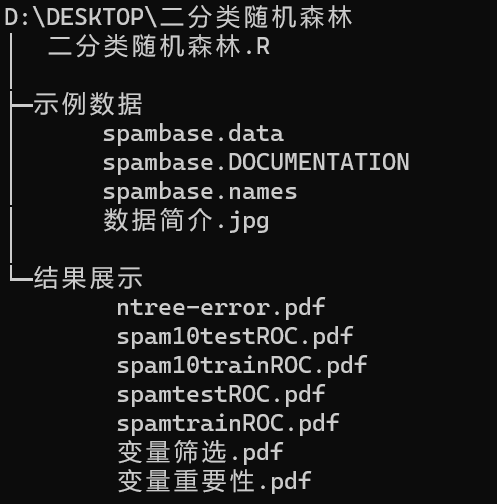 D:\DESKTOP\二分类随机森林
│  二分类随机森林.R
│
├─示例数据
│      spambase.data
│      spambase.DOCUMENTATION
│      spambase.names
│      数据简介.jpg
│
└─结果展示
        ntree-error.pdf
        spam10testROC.pdf
        spam10trainROC.pdf
        spamtestROC.pdf
        spamtrainROC.pdf
        变量筛选.pdf
        变量重要性.pdf